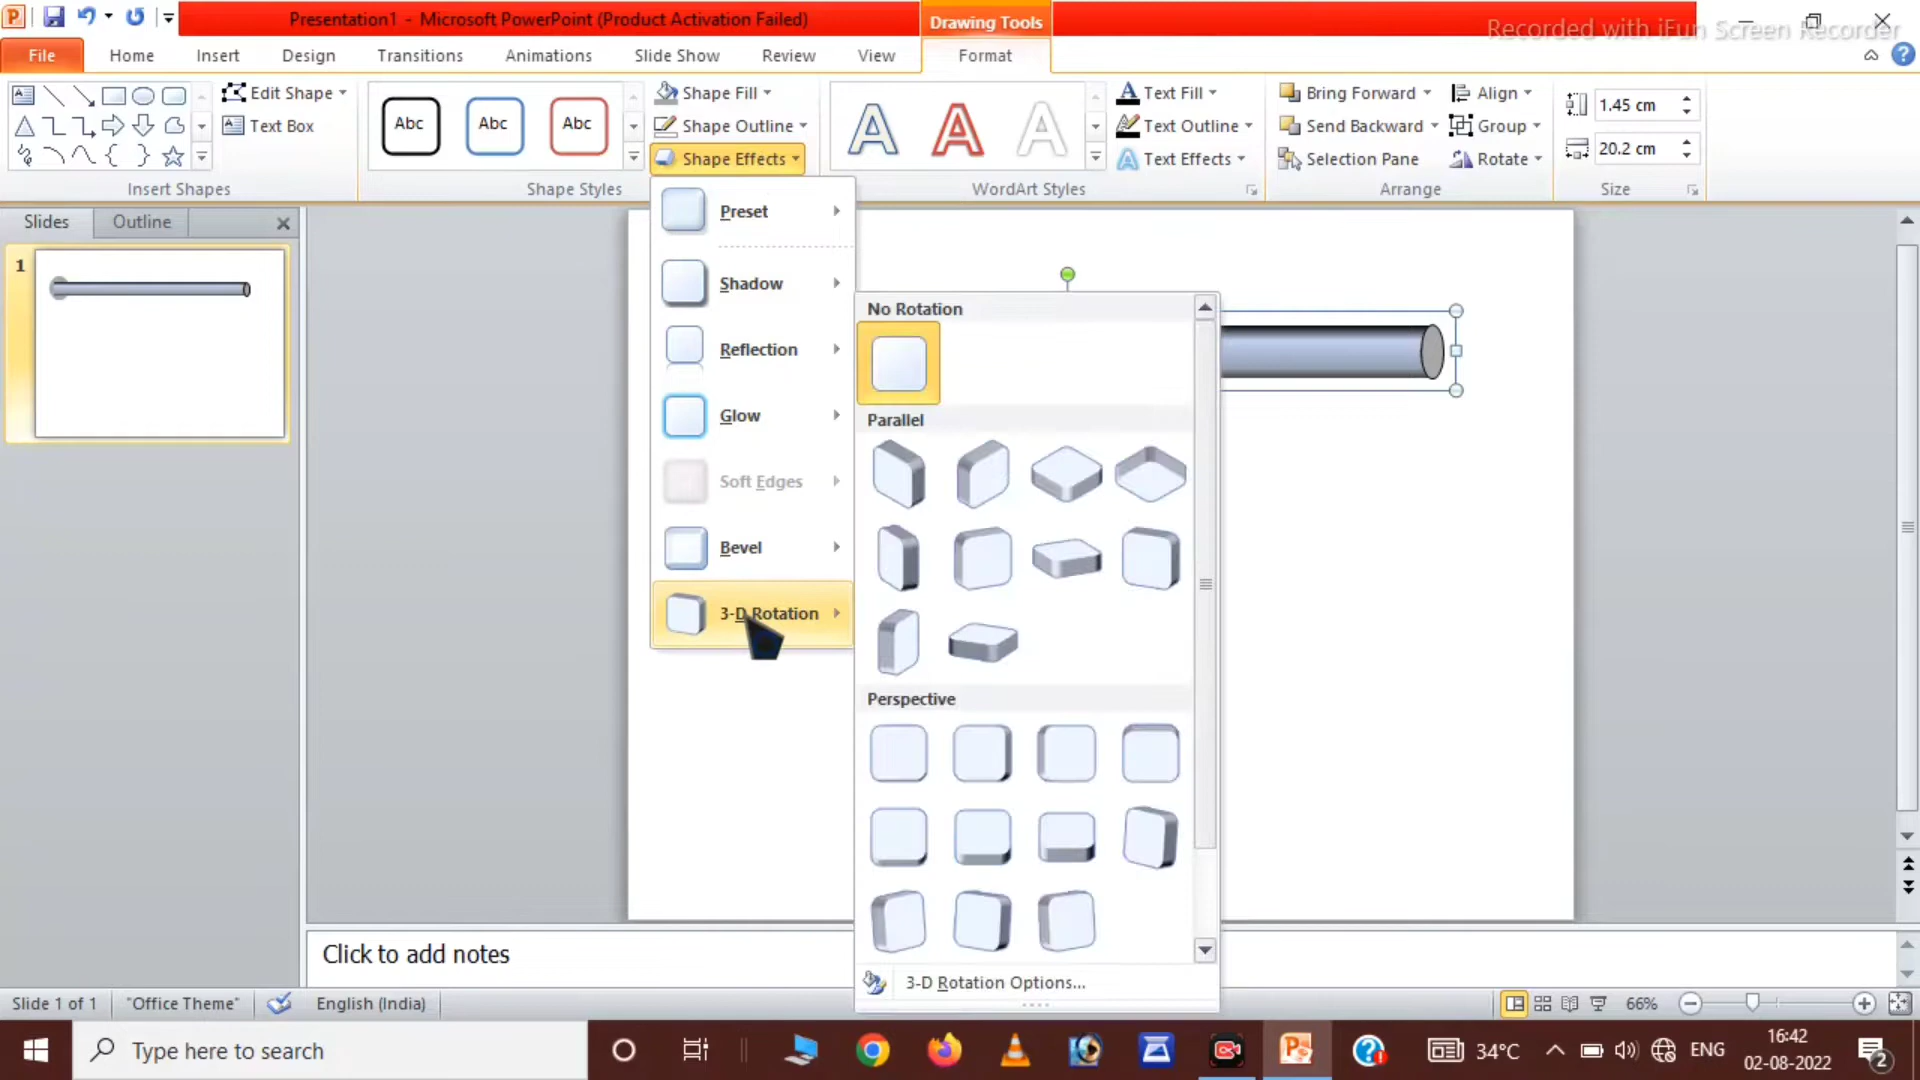 Presentation1 - Microsoft PowerPoint (Product Activation Failed)
Drawing Tools
Recorded with iFun Screen Recorder
File Home Insert Design Transitions Animations Slide Show Review View Format
Edit Shape
Text Box
Insert Shapes
Abc Abc Abc
Shape Styles
Shape Fill
Shape Outline
Shape Effects
WordArt Styles
Text Fill
Text Outline
Text Effects
Bring Forward
Send Backward
Selection Pane
Align
Group
Rotate
Arrange
1.45 cm
20.2 cm
Size
Slides Outline
1
Preset
Shadow
Reflection
Glow
Soft Edges
Bevel
3-D Rotation
No Rotation
Parallel
Perspective
3-D Rotation Options...
Click to add notes
Slide 1 of 1 "Office Theme" English (India) 66%
Type here to search
34°C ENG
16:42
02-08-2022
2